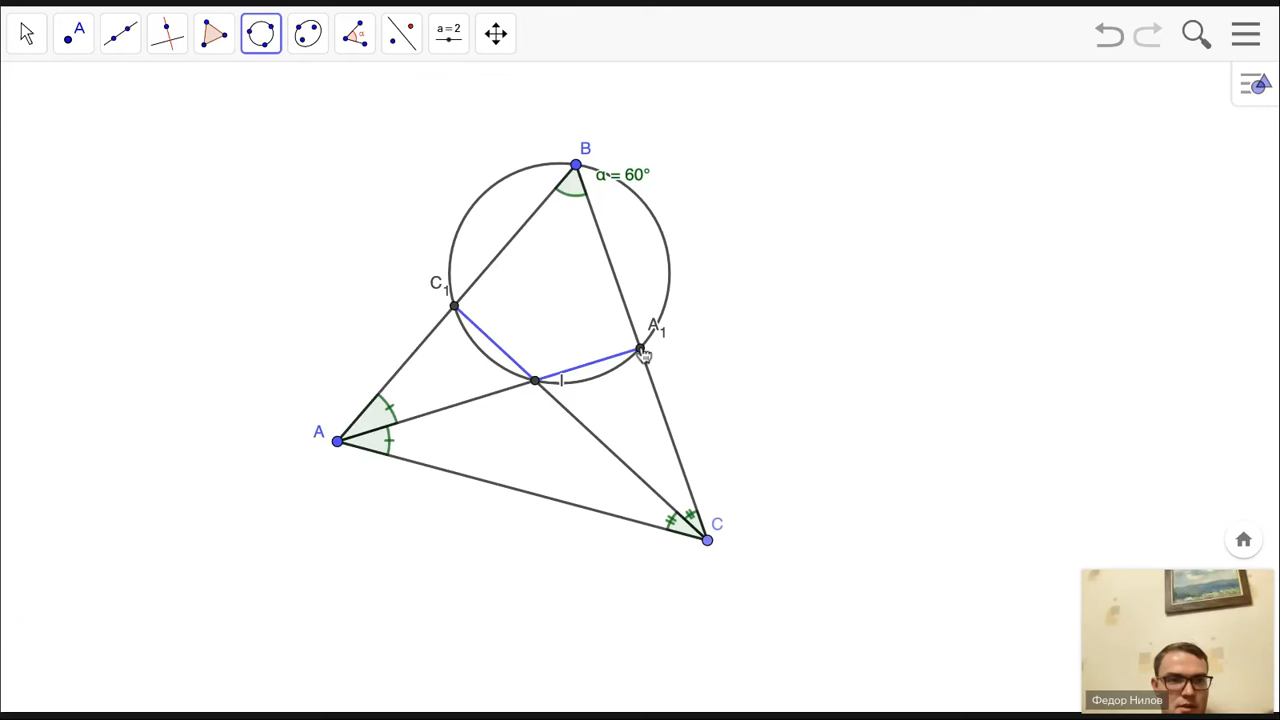 A
α
a=2
B
α = 60°
C₁
A₁
I
A
C
Федор Нилов